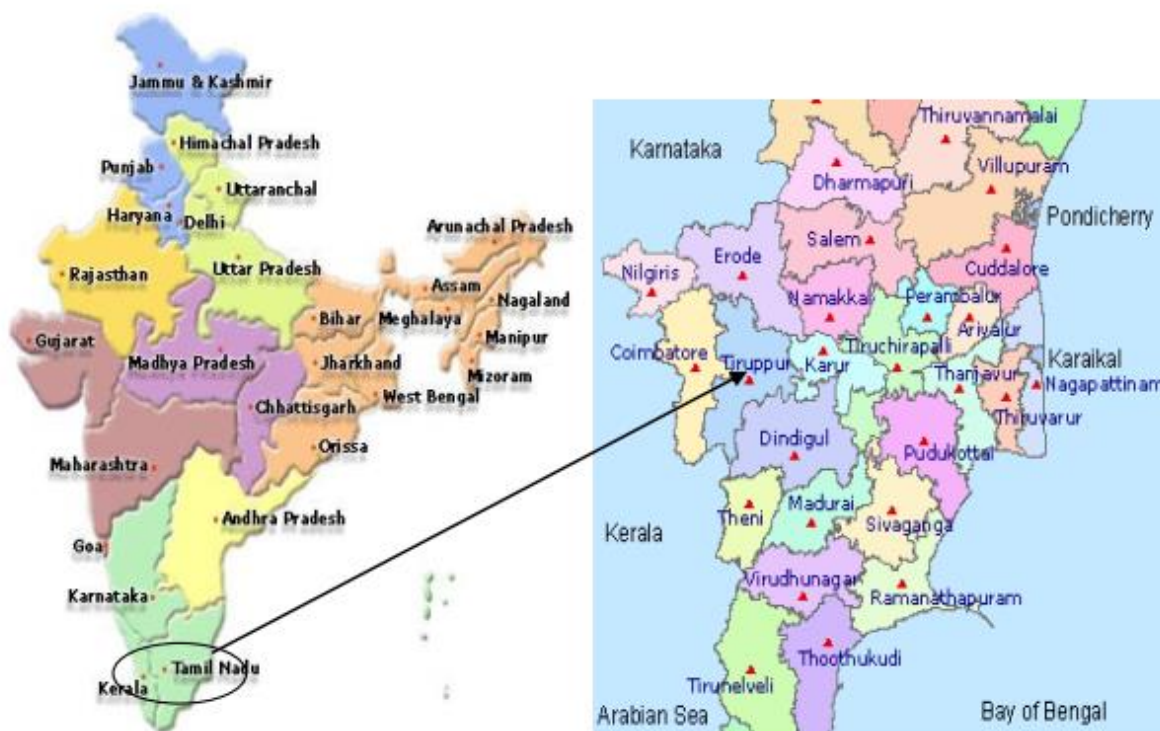 Jammu & Kashmir
Himachal Pradesh
Punjab
Uttaranchal
Haryana
Delhi
Arunachal Pradesh
Rajasthan
Uttar Pradesh
Assam
Nagaland
Bihar
Meghalaya
Manipur
Gujarat
Madhya Pradesh
Jharkhand
Mizoram
West Bengal
Chhattisgarh
Orissa
Maharashtra
Andhra Pradesh
Goa
Karnataka
Tamil Nadu
Kerala
Thiruvannamalai
Karnataka
Villupuram
Dharmapuri
Pondicherry
Salem
Erode
Cuddalore
Nilgiris
Namakkal
Perambalur
Arivalur
Tiruchirapalli
Coimbatore
Tiruppur
Karur
Karaikal
Thanjavur
Nagapattinam
Thiruvarur
Dindigul
Pudukottai
Madurai
Theni
Sivaganga
Kerala
Virudhunagar
Ramanathapuram
Thoothukudi
Tirunelveli
Arabian Sea
Bay of Bengal